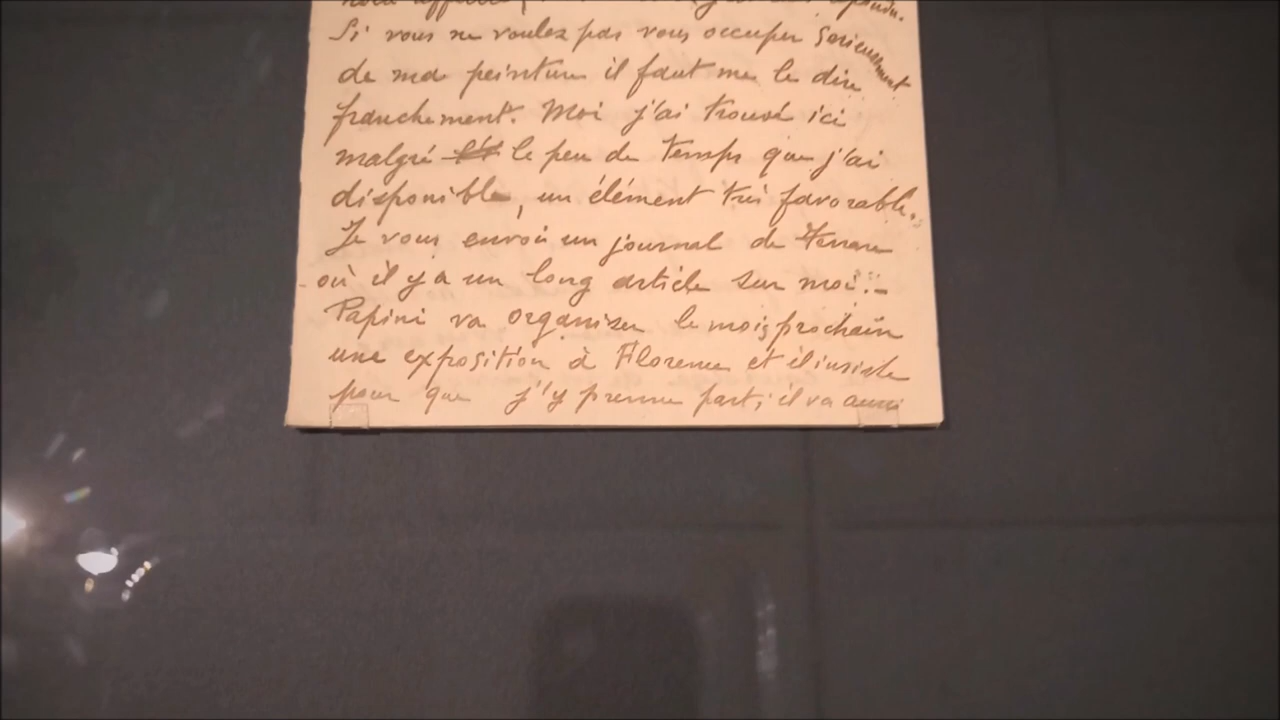 Si vous ne voulez pas vous occuper serieusement
de ma peinture il faut me le dire
franchement. Moi j'ai trouvé ici
malgré le peu de temps que j'ai
disponible, un élément très favorable.
Je vous envoie un journal de
où il y a un long article sur moi :-
Papini va organiser le mois prochain
une exposition à Florence et il insiste
pour que j'y prenne part ; il va aussi